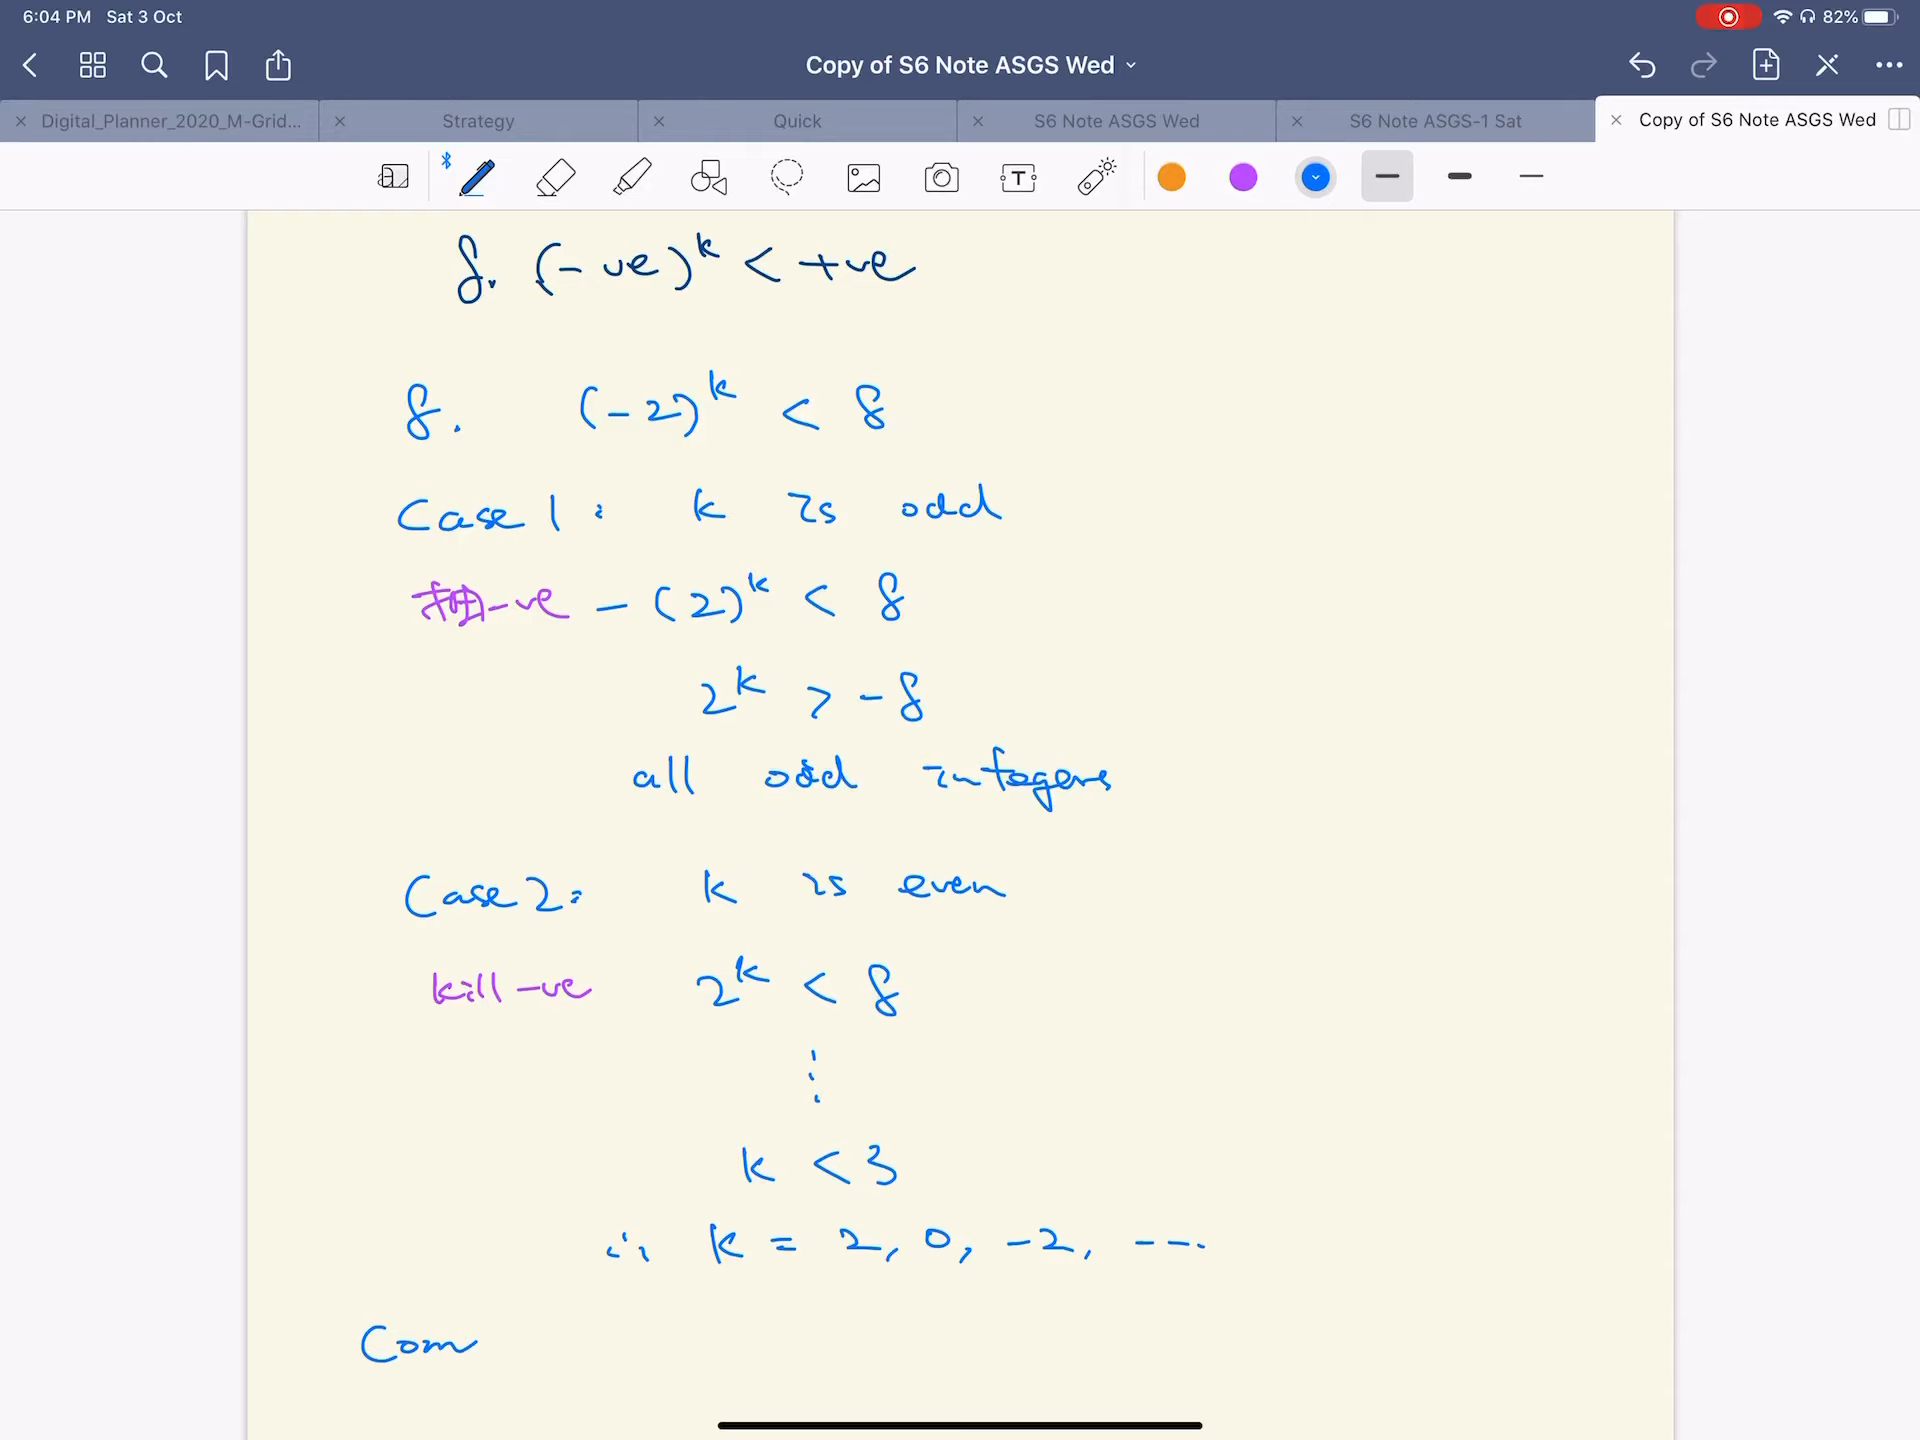 6:04 PM Sat 3 Oct 82%
Copy of S6 Note ASGS Wed
Digital_Planner_2020_M-Grid... Strategy Quick S6 Note ASGS Wed S6 Note ASGS-1 Sat Copy of S6 Note ASGS Wed
8. (-ve)^k < +ve
8. (-2)^k < 8
Case 1: k is odd
抽-ve -(2)^k < 8
2^k > -8
all odd integers
Case 2: k is even
kill -ve 2^k < 8
⋮
k < 3
∴ k = 2, 0, -2, ---.
Com